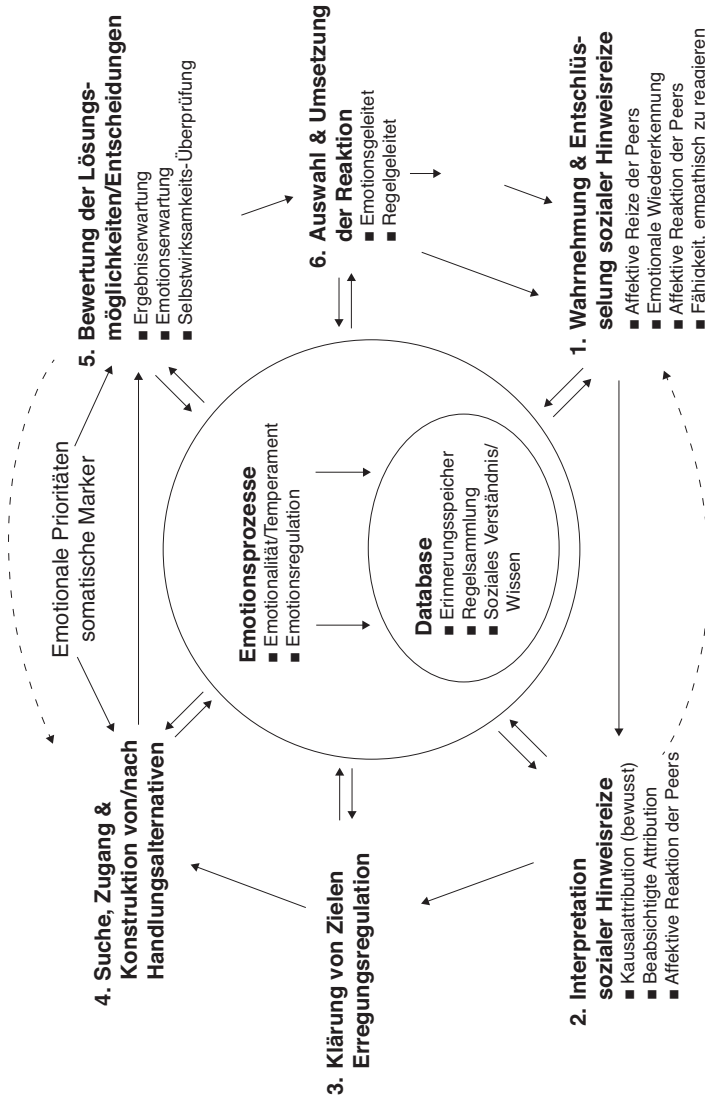 Emotionale Prioritäten
somatische Marker
4. Suche, Zugang &
Konstruktion von/nach
Handlungsalternativen
5. Bewertung der Lösungs-
möglichkeiten/Entscheidungen
■ Ergebniserwartung
■ Emotionserwartung
■ Selbstwirksamkeits-Überprüfung
3. Klärung von Zielen
Erregungsregulation
Emotionsprozesse
■ Emotionalität/Temperament
■ Emotionsregulation
Database
■ Erinnerungsspeicher
■ Regelsammlung
■ Soziales Verständnis/
Wissen
6. Auswahl & Umsetzung
der Reaktion
■ Emotionsgeleitet
■ Regelgeleitet
2. Interpretation
sozialer Hinweisreize
■ Kausalattribution (bewusst)
■ Beabsichtigte Attribution
■ Affektive Reaktion der Peers
1. Wahrnehmung & Entschlüs-
selung sozialer Hinweisreize
■ Affektive Reize der Peers
■ Emotionale Wiedererkennung
■ Affektive Reaktion der Peers
■ Fähigkeit. empathisch zu reagieren